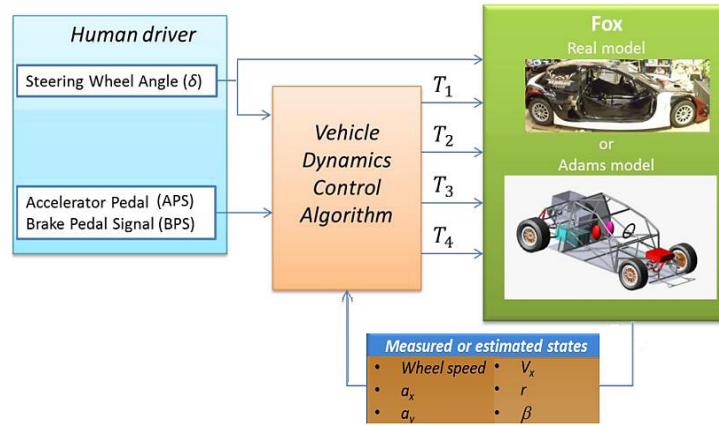 Human driver
Steering Wheel Angle (δ)
Accelerator Pedal (APS)
Brake Pedal Signal (BPS)
Vehicle
Dynamics
Control
Algorithm
T₁
T₂
T₃
T₄
Fox
Real model
or
Adams model
Measured or estimated states
• Wheel speed
• aₓ
• aᵧ
• Vₓ
• r
• β